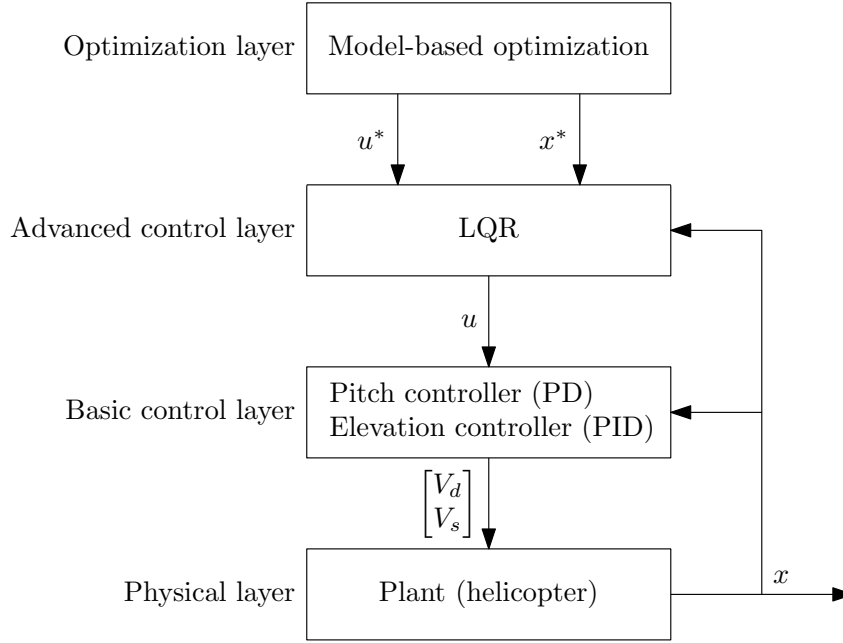 Optimization layer
Model-based optimization
u*
x*
Advanced control layer
LQR
u
Basic control layer
Pitch controller (PD)
Elevation controller (PID)
V_d
V_s
Physical layer
Plant (helicopter)
x